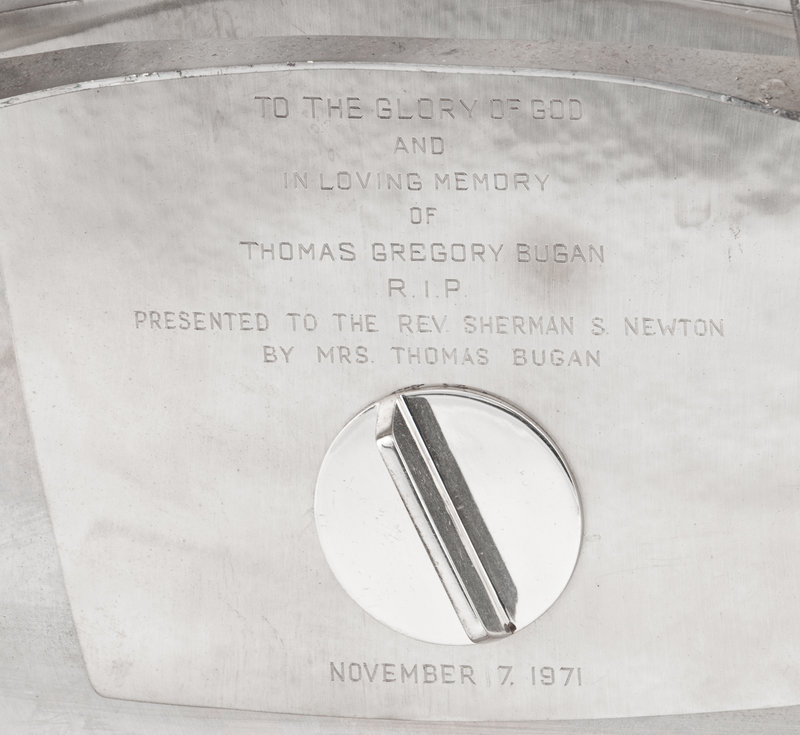 TO THE GLORY OF GOD
AND
IN LOVING MEMORY
OF
THOMAS GREGORY BUGAN
R.I.P.
PRESENTED TO THE REV. SHERMAN S. NEWTON
BY MRS. THOMAS BUGAN
NOVEMBER 17, 1971